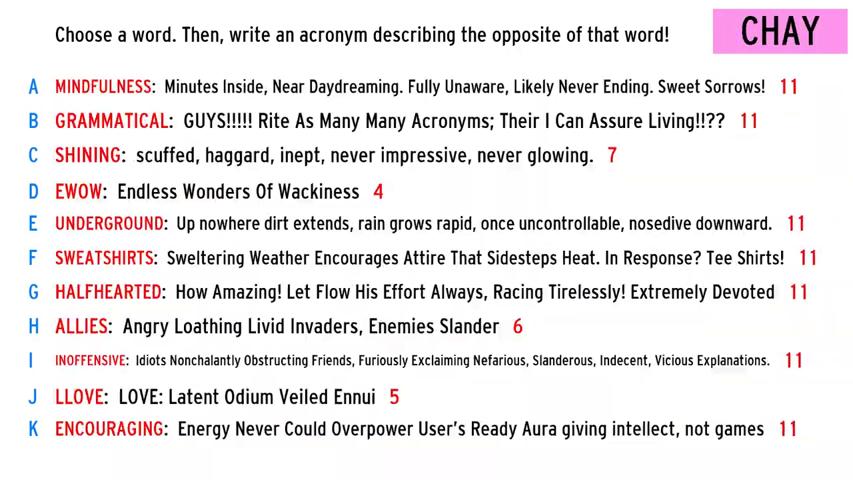 Choose a word. Then, write an acronym describing the opposite of that word!
CHAY
A MINDFULNESS: Minutes Inside, Near Daydreaming. Fully Unaware, Likely Never Ending. Sweet Sorrows! 11
B GRAMMATICAL: GUYS!!!!! Rite As Many Many Acronyms; Their I Can Assure Living!!?? 11
C SHINING: scuffed, haggard, inept, never impressive, never glowing. 7
D EWOW: Endless Wonders Of Wackiness 4
E UNDERGROUND: Up nowhere dirt extends, rain grows rapid, once uncontrollable, nosedive downward. 11
F SWEATSHIRTS: Sweltering Weather Encourages Attire That Sidesteps Heat. In Response? Tee Shirts! 11
G HALFHEARTED: How Amazing! Let Flow His Effort Always, Racing Tirelessly! Extremely Devoted 11
H ALLIES: Angry Loathing Livid Invaders, Enemies Slander 6
I INOFFENSIVE: Idiots Nonchalantly Obstructing Friends, Furiously Exclaiming Nefarious, Slanderous, Indecent, Vicious Explanations. 11
J LLOVE: LOVE: Latent Odium Veiled Ennui 5
K ENCOURAGING: Energy Never Could Overpower User's Ready Aura giving intellect, not games 11